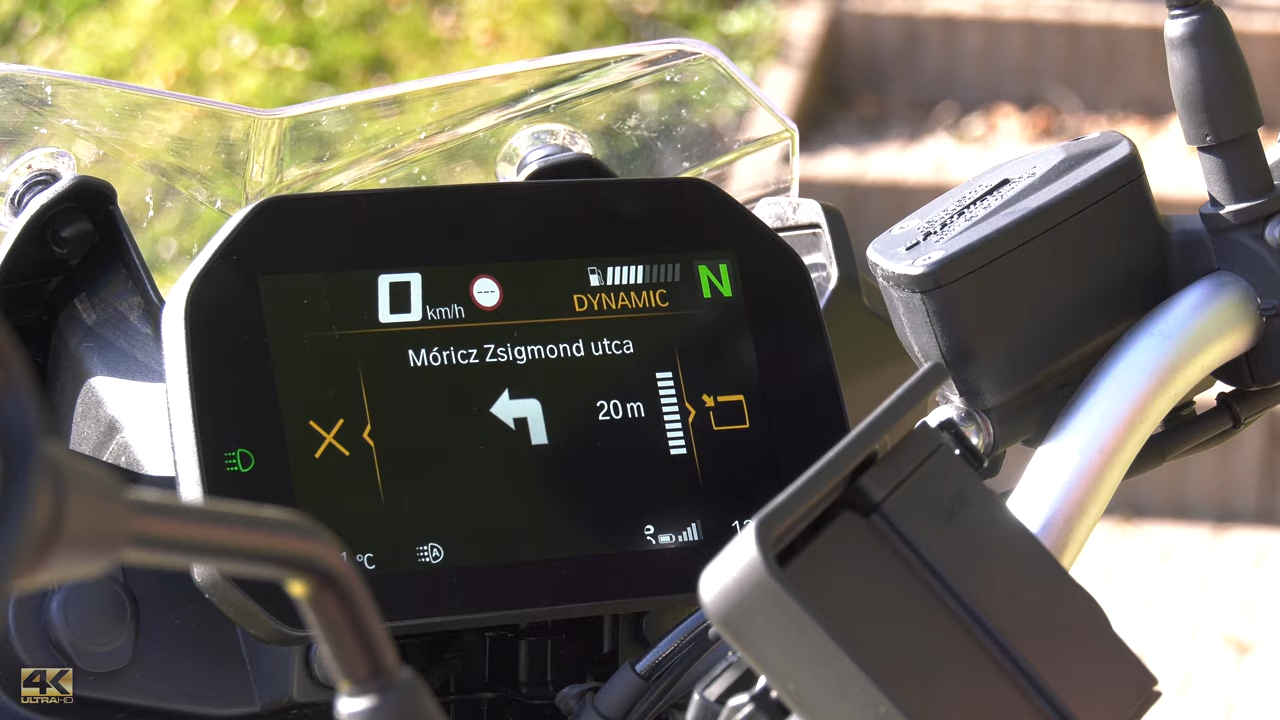 0 km/h
---
DYNAMIC
N
Móricz Zsigmond utca
20 m
°C
A
4K
ULTRA HD